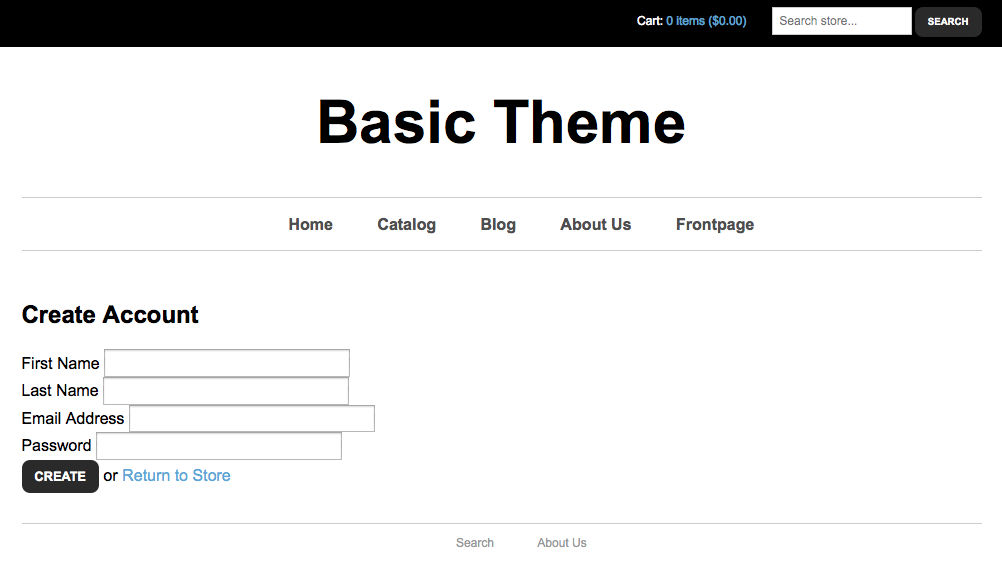 Cart: 0 items ($0.00) Search store... SEARCH
Basic Theme
Home Catalog Blog About Us Frontpage
Create Account
First Name
Last Name
Email Address
Password
CREATE or Return to Store
Search About Us